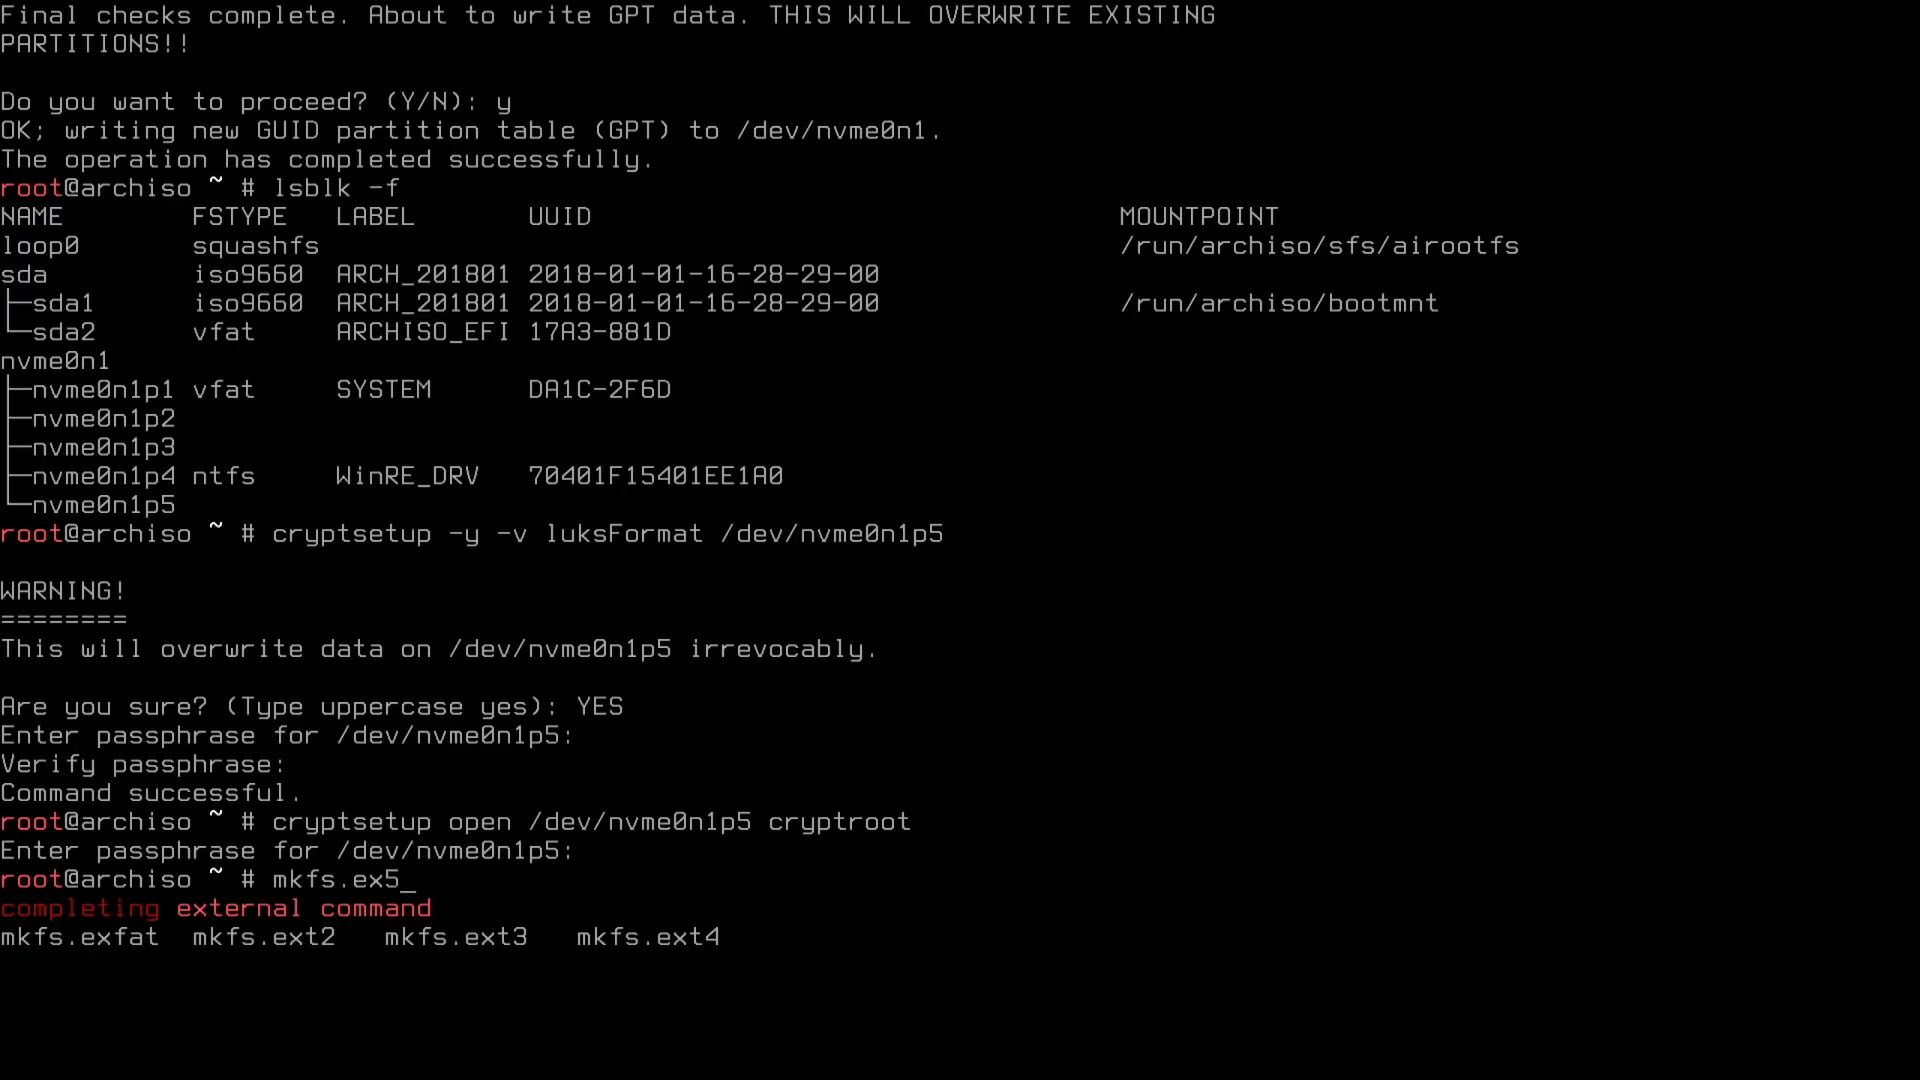 Final checks complete. About to write GPT data. THIS WILL OVERWRITE EXISTING
PARTITIONS!!
Do you want to proceed? (Y/N): y
OK; writing new GUID partition table (GPT) to /dev/nvme0n1.
The operation has completed successfully.
root@archiso ~ # lsblk -f
NAME        FSTYPE   LABEL       UUID                                 MOUNTPOINT
loop0       squashfs                                                  /run/archiso/sfs/airootfs
sda         iso9660  ARCH_201801 2018-01-01-16-28-29-00
├─sda1      iso9660  ARCH_201801 2018-01-01-16-28-29-00               /run/archiso/bootmnt
└─sda2      vfat     ARCHISO_EFI 17A3-881D
nvme0n1
├─nvme0n1p1 vfat     SYSTEM      DA1C-2F6D
├─nvme0n1p2
├─nvme0n1p3
├─nvme0n1p4 ntfs     WinRE_DRV   70401F15401EE1A0
└─nvme0n1p5
root@archiso ~ # cryptsetup -y -v luksFormat /dev/nvme0n1p5
WARNING!
========
This will overwrite data on /dev/nvme0n1p5 irrevocably.
Are you sure? (Type uppercase yes): YES
Enter passphrase for /dev/nvme0n1p5:
Verify passphrase:
Command successful.
root@archiso ~ # cryptsetup open /dev/nvme0n1p5 cryptroot
Enter passphrase for /dev/nvme0n1p5:
root@archiso ~ # mkfs.ex5_
completing external command
mkfs.exfat  mkfs.ext2   mkfs.ext3   mkfs.ext4